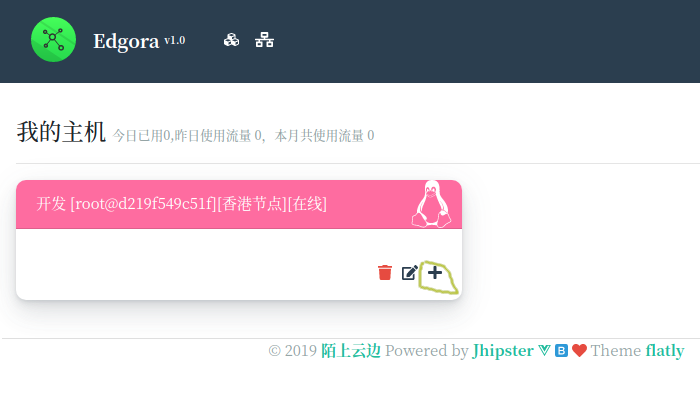 Edgora v1.0
我的主机 今日已用0,昨日使用流量 0, 本月共使用流量 0
开发 [root@d219f549c51f][香港节点][在线]
© 2019 陌上云边 Powered by Jhipster B Theme flatly